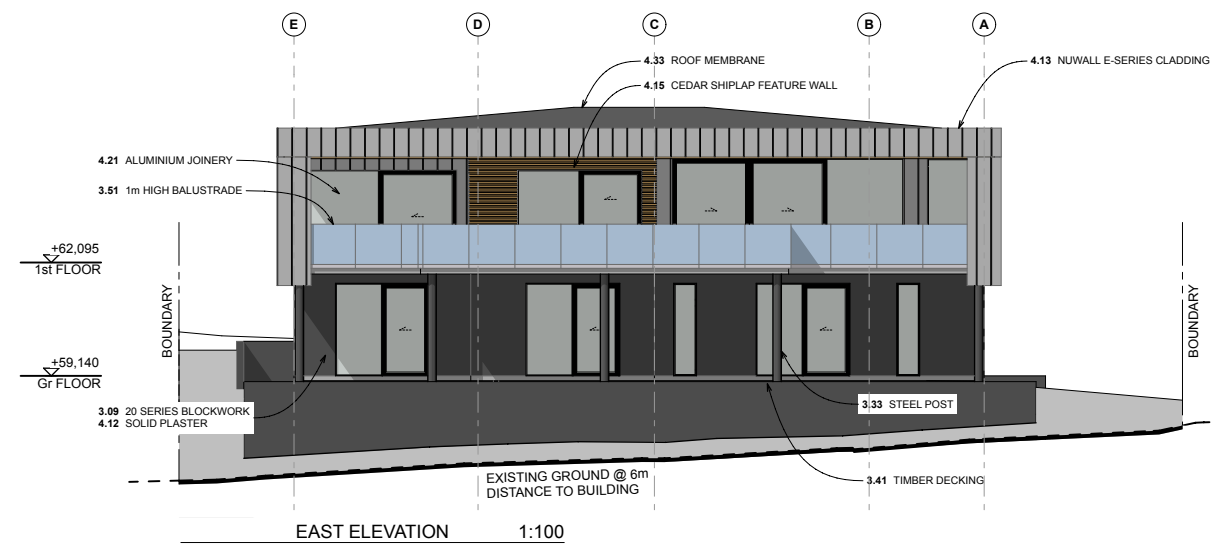 E D C B A
4.33 ROOF MEMBRANE
4.13 NUWALL E-SERIES CLADDING
4.15 CEDAR SHIPLAP FEATURE WALL
4.21 ALUMINIUM JOINERY
3.51 1m HIGH BALUSTRADE
+62,095
1st FLOOR
BOUNDARY
BOUNDARY
+59,140
Gr FLOOR
3.09 20 SERIES BLOCKWORK
4.12 SOLID PLASTER
3.33 STEEL POST
3.41 TIMBER DECKING
EXISTING GROUND @ 6m
DISTANCE TO BUILDING
EAST ELEVATION 1:100